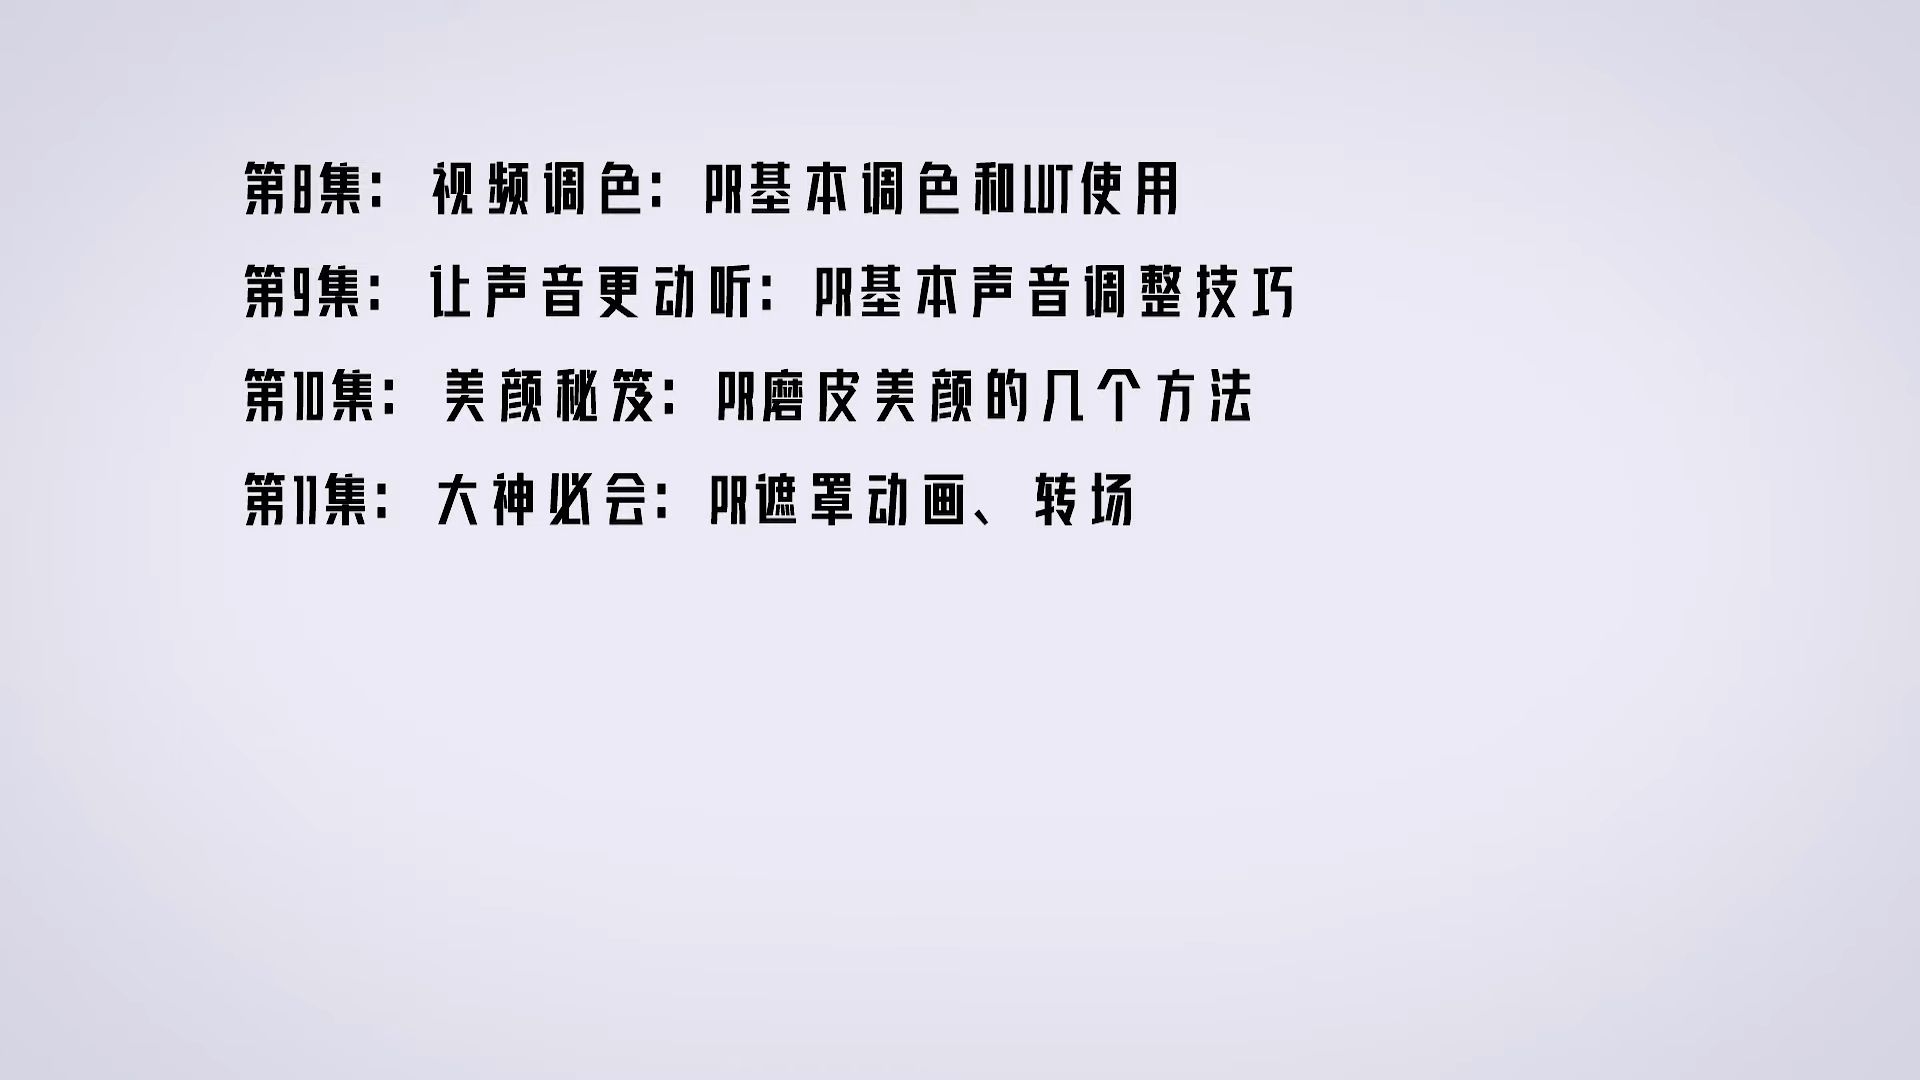 第8集：视频调色：PR基本调色和LUT使用
第9集：让声音更动听：PR基本声音调整技巧
第10集：美颜秘笈：PR磨皮美颜的几个方法
第11集：大神必会：PR遮罩动画、转场